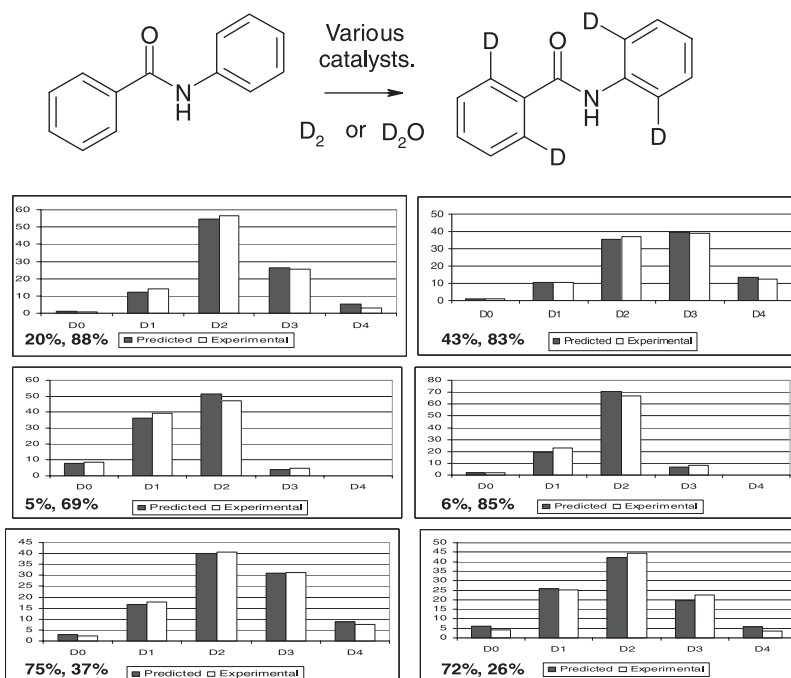 O
N
H
Various
catalysts.
D₂ or D₂O
D
O
D
N
H
D
D
60
50
40
30
20
10
0
D0 D1 D2 D3 D4
20%, 88%
Predicted Experimental
50
40
30
20
10
0
D0 D1 D2 D3 D4
43%, 83%
Predicted Experimental
60
50
40
30
20
10
0
D0 D1 D2 D3 D4
5%, 69%
Predicted Experimental
80
70
60
50
40
30
20
10
0
D0 D1 D2 D3 D4
6%, 85%
Predicted Experimental
45
40
35
30
25
20
15
10
5
0
D0 D1 D2 D3 D4
75%, 37%
Predicted Experimental
50
45
40
35
30
25
20
15
10
5
0
D0 D1 D2 D3 D4
72%, 26%
Predicted Experimental